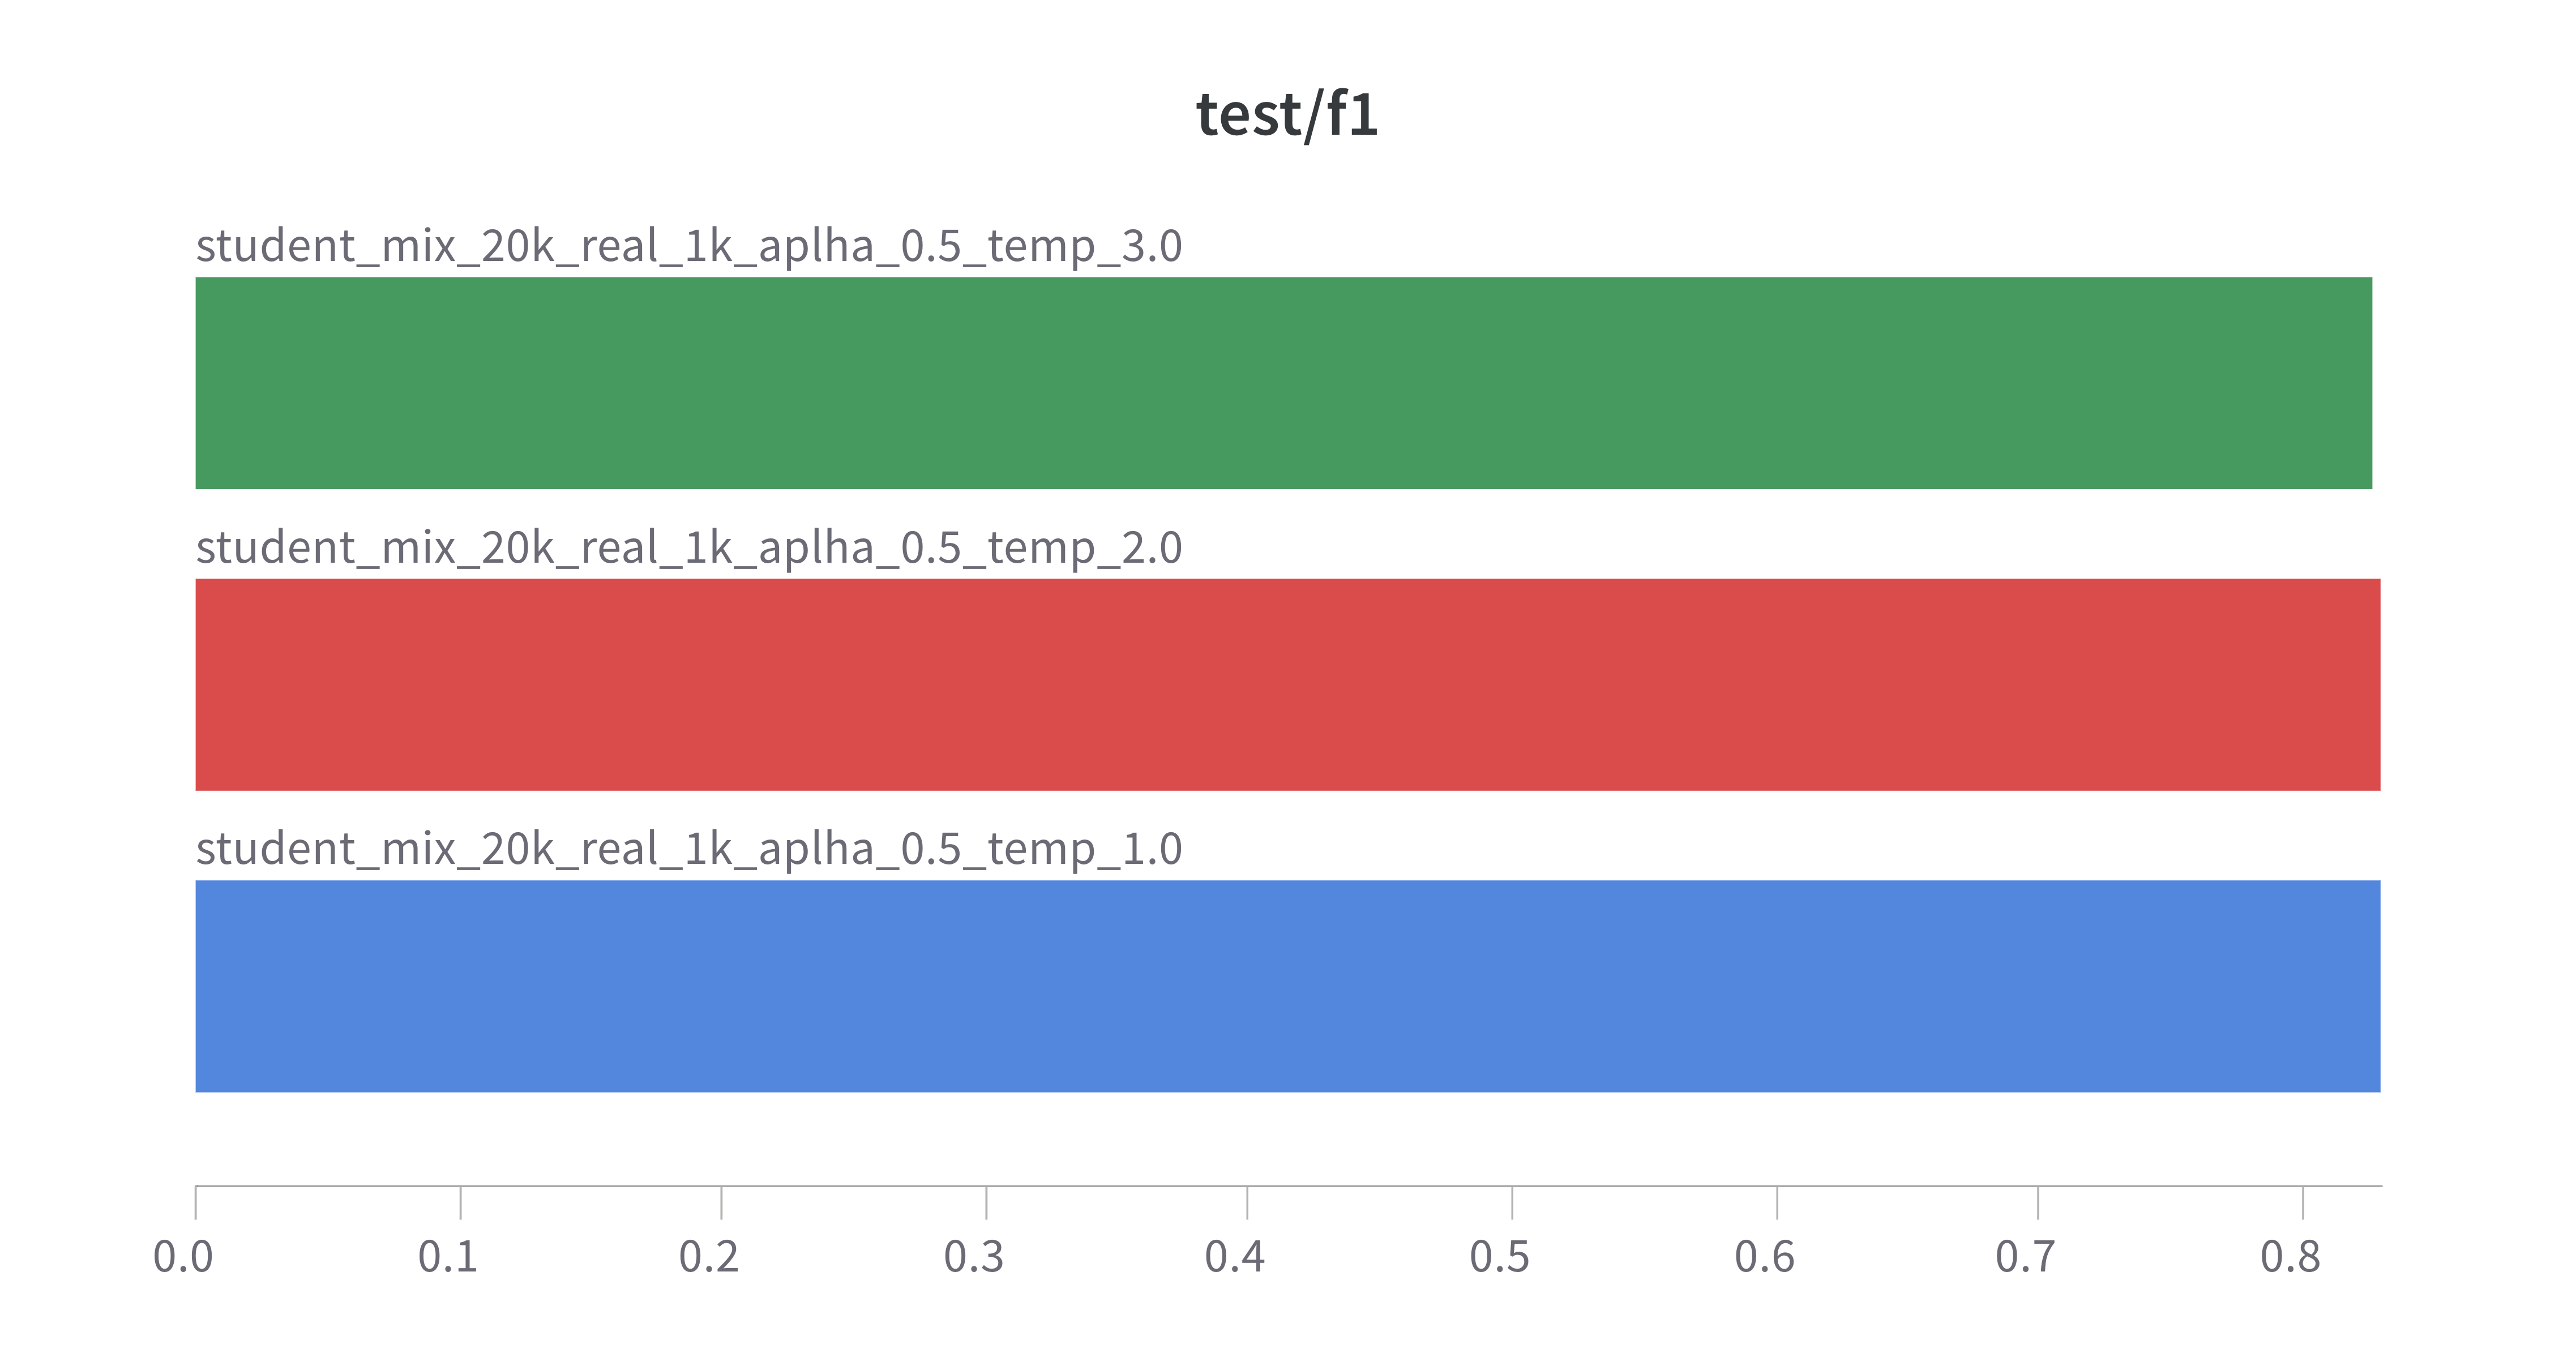 test/f1
student_mix_20k_real_1k_aplha_0.5_temp_3.0
student_mix_20k_real_1k_aplha_0.5_temp_2.0
student_mix_20k_real_1k_aplha_0.5_temp_1.0
0.0 0.1 0.2 0.3 0.4 0.5 0.6 0.7 0.8